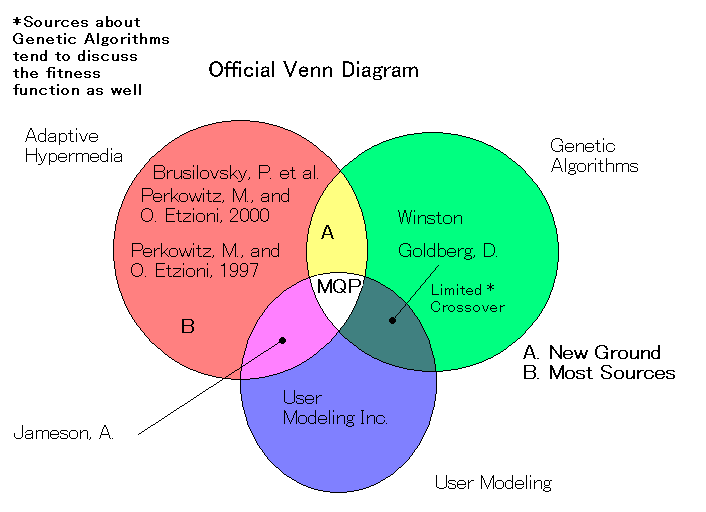 *Sources about
Genetic Algorithms
tend to discuss
the fitness
function as well
Official Venn Diagram
Adaptive
Hypermedia
Genetic
Algorithms
Brusilovsky, P. et al.
Perkowitz, M., and
O. Etzioni, 2000
Perkowitz, M., and
O. Etzioni, 1997
A
Winston
Goldberg, D.
MQP
Limited *
Crossover
B
A. New Ground
B. Most Sources
User
Modeling Inc.
Jameson, A.
User Modeling